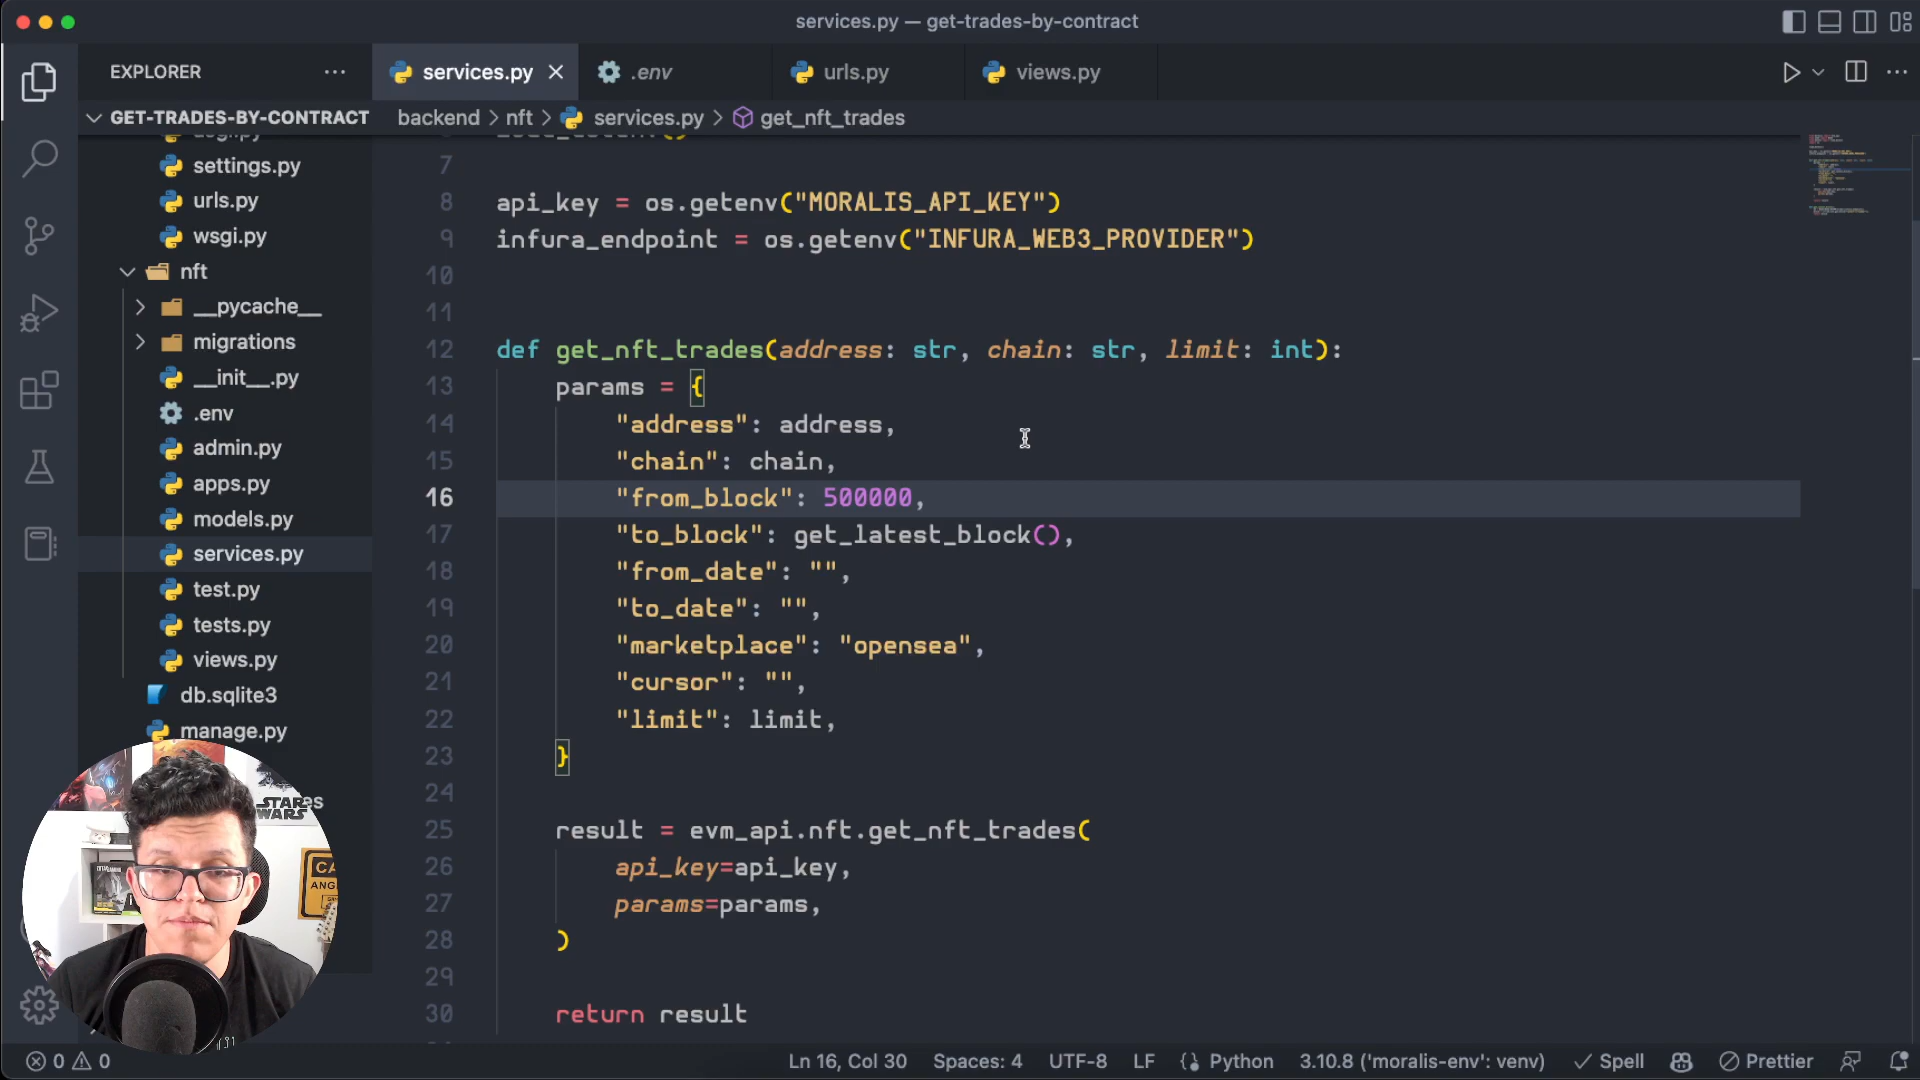 services.py — get-trades-by-contract
EXPLORER
services.py
.env
urls.py
views.py
GET-TRADES-BY-CONTRACT
backend > nft > services.py > get_nft_trades
settings.py
urls.py
wsgi.py
nft
__pycache__
migrations
__init__.py
.env
admin.py
apps.py
models.py
services.py
test.py
tests.py
views.py
db.sqlite3
manage.py
7
8 api_key = os.getenv("MORALIS_API_KEY")
9 infura_endpoint = os.getenv("INFURA_WEB3_PROVIDER")
10
11
12 def get_nft_trades(address: str, chain: str, limit: int):
13 params = {
14 "address": address,
15 "chain": chain,
16 "from_block": 500000,
17 "to_block": get_latest_block(),
18 "from_date": "",
19 "to_date": "",
20 "marketplace": "opensea",
21 "cursor": "",
22 "limit": limit,
23 }
24
25 result = evm_api.nft.get_nft_trades(
26 api_key=api_key,
27 params=params,
28 )
29
30 return result
STAR
WARS
CA
ANG
0 0
Ln 16, Col 30 Spaces: 4 UTF-8 LF Python 3.10.8 ('moralis-env': venv) Spell Prettier